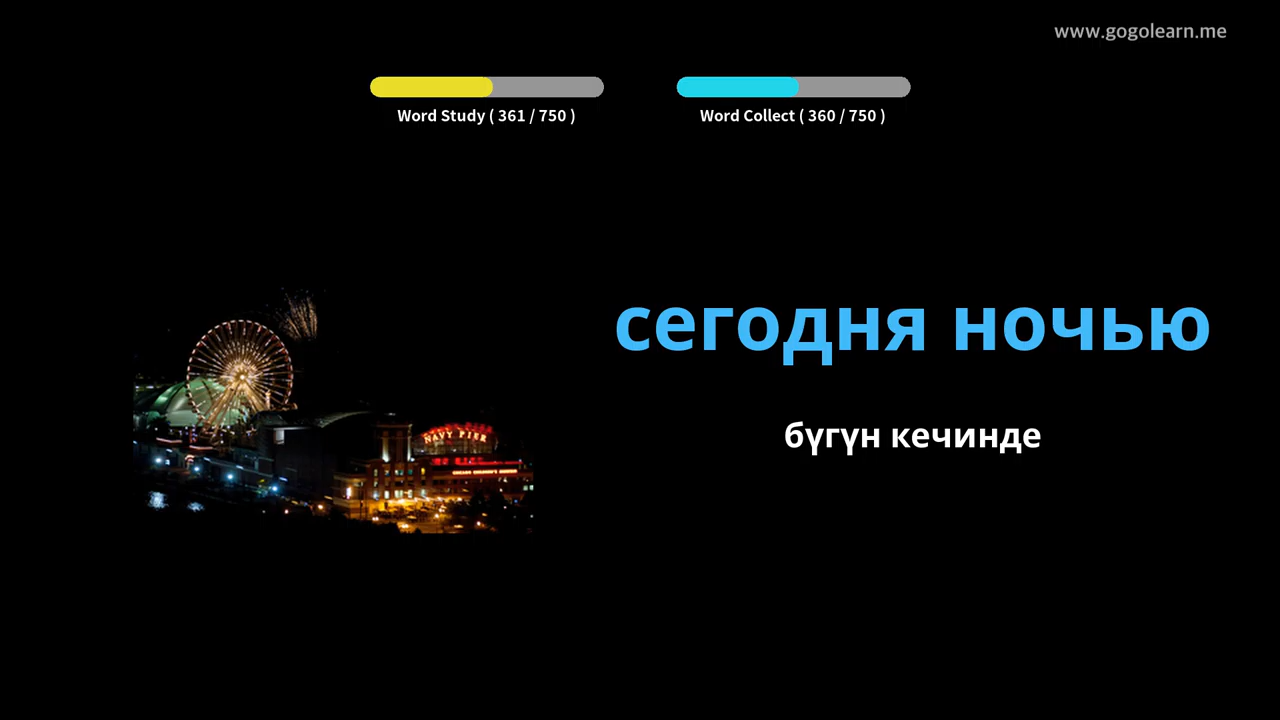 www.gogolearn.me
Word Study ( 361 / 750 )
Word Collect ( 360 / 750 )
сегодня ночью
бүгүн кечинде
NAVY PIER